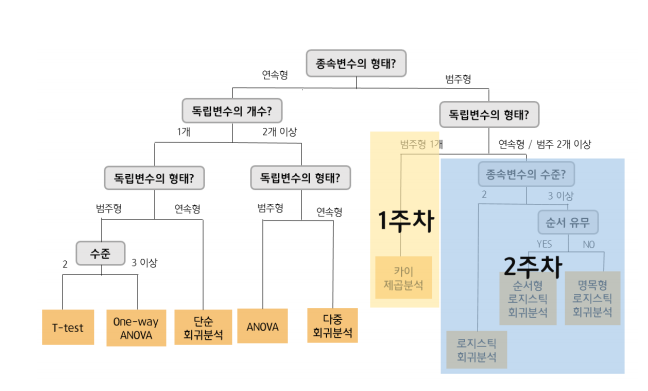 종속변수의 형태?
연속형
범주형
독립변수의 개수?
독립변수의 형태?
1개
2개 이상
범주형 1개
연속형 / 범주 2개 이상
독립변수의 형태?
독립변수의 형태?
종속변수의 수준?
범주형
연속형
범주형
연속형
2
3 이상
1주차
순서 유무
수준
YES
NO
2
3 이상
2주차
카이
제곱분석
순서형
로지스틱
회귀분석
명목형
로지스틱
회귀분석
T-test
One-way
ANOVA
단순
회귀분석
ANOVA
다중
회귀분석
로지스틱
회귀분석